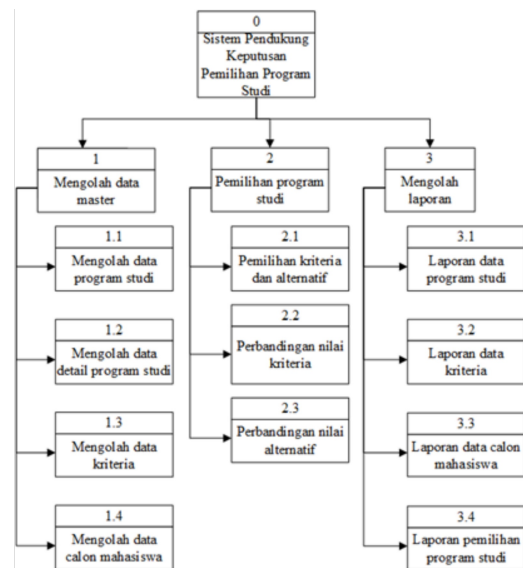 0
Sistem Pendukung
Keputusan
Pemilihan Program
Studi
1
Mengolah data
master
2
Pemilihan program
studi
3
Mengolah
laporan
1.1
Mengolah data
program studi
1.2
Mengolah data
detail program studi
1.3
Mengolah data
kriteria
1.4
Mengolah data
calon mahasiswa
2.1
Pemilihan kriteria
dan alternatif
2.2
Perbandingan nilai
kriteria
2.3
Perbandingan nilai
alternatif
3.1
Laporan data
program studi
3.2
Laporan data
kriteria
3.3
Laporan data calon
mahasiswa
3.4
Laporan pemilihan
program studi